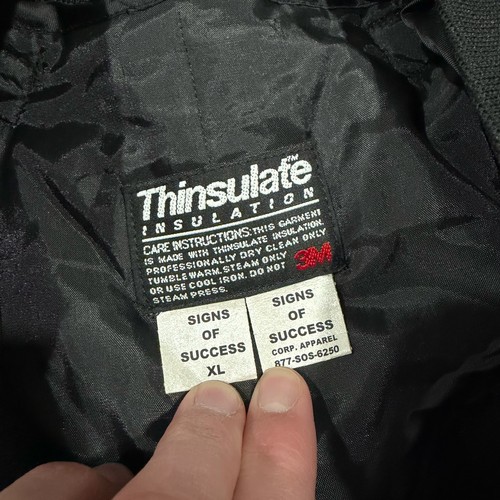 Thinsulate™
INSULATION
CARE INSTRUCTIONS:THIS GARMENT
IS MADE WITH THINSULATE INSULATION.
PROFESSIONALLY DRY CLEAN ONLY
TUMBLE WARM. STEAM ONLY
OR USE COOL IRON. DO NOT
STEAM PRESS.
3M
SIGNS
OF
SUCCESS
XL
SIGNS
OF
SUCCESS
CORP. APPAREL
877-SOS-6250